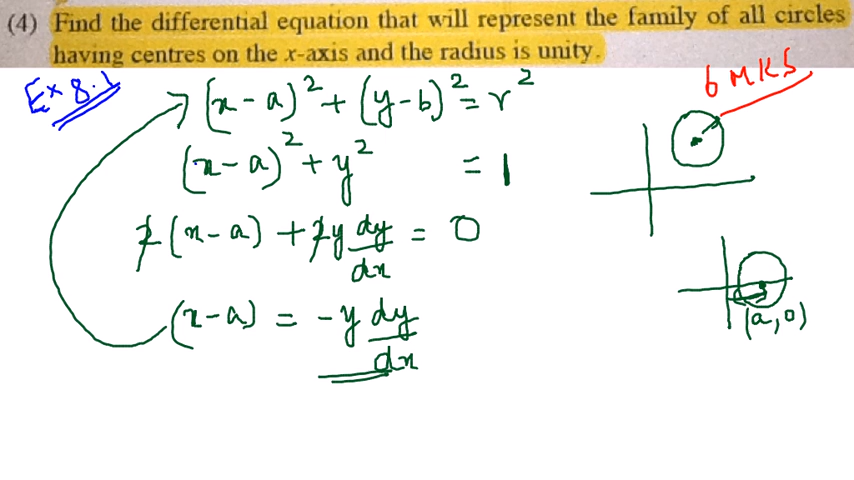 (4) Find the differential equation that will represent the family of all circles
having centres on the x-axis and the radius is unity.
Ex 8.1
6 MKS
(x-a)² + (y-b)² = r²
(x-a)² + y² = 1
2(x-a) + 2y dy/dx = 0
(x-a) = -y dy/dx
(a,0)